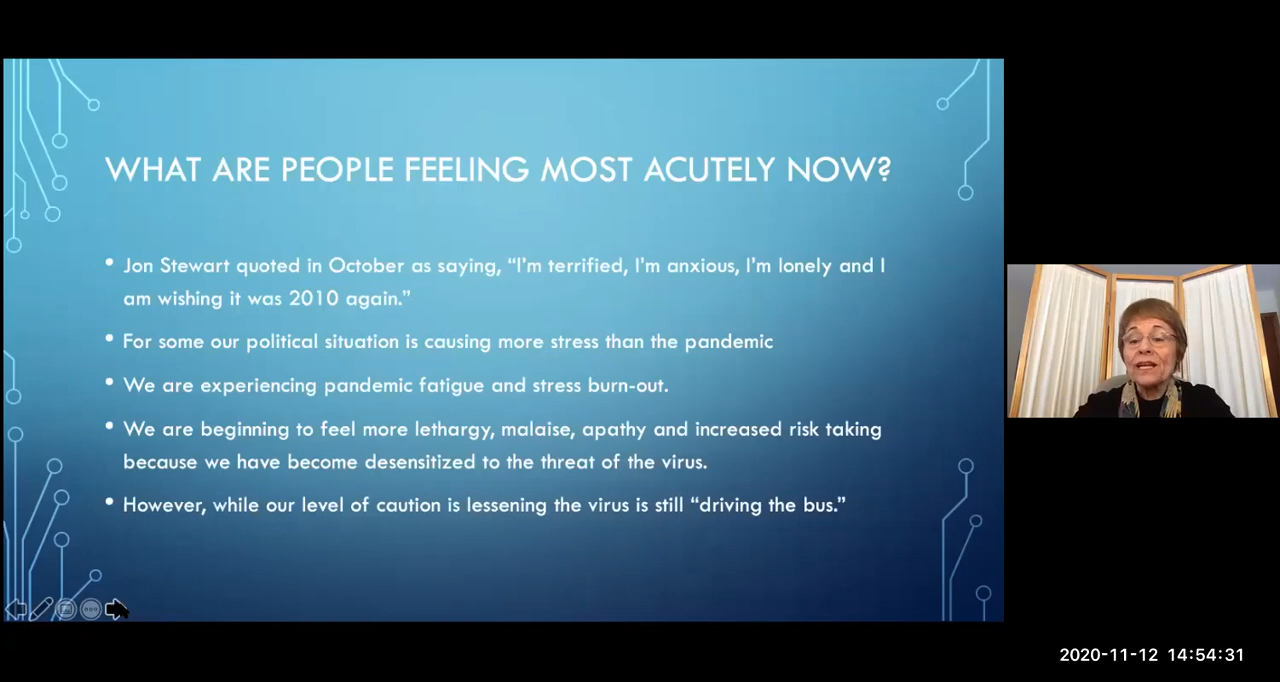 WHAT ARE PEOPLE FEELING MOST ACUTELY NOW?
• Jon Stewart quoted in October as saying, “I’m terrified, I’m anxious, I’m lonely and I
am wishing it was 2010 again.”
• For some our political situation is causing more stress than the pandemic
• We are experiencing pandemic fatigue and stress burn-out.
• We are beginning to feel more lethargy, malaise, apathy and increased risk taking
because we have become desensitized to the threat of the virus.
• However, while our level of caution is lessening the virus is still “driving the bus.”
2020-11-12 14:54:31